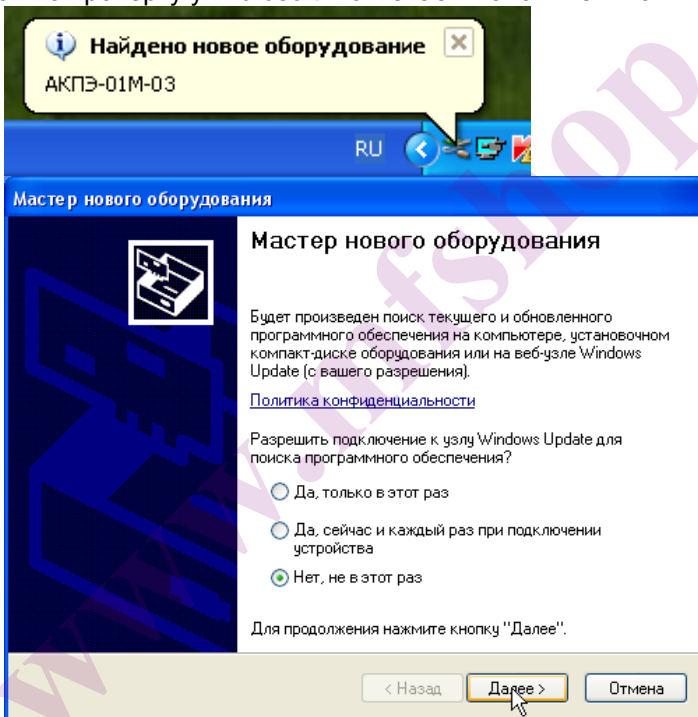 Найдено новое оборудование
АКПЭ-01М-03
RU
Мастер нового оборудования
Мастер нового оборудования
Будет произведен поиск текущего и обновленного
программного обеспечения на компьютере, установочном
компакт-диске оборудования или на веб-узле Windows
Update (с вашего разрешения).
Политика конфиденциальности
Разрешить подключение к узлу Windows Update для
поиска программного обеспечения?
Да, только в этот раз
Да, сейчас и каждый раз при подключении
устройства
Нет, не в этот раз
Для продолжения нажмите кнопку "Далее".
< Назад
Далее >
Отмена
www.mfshop